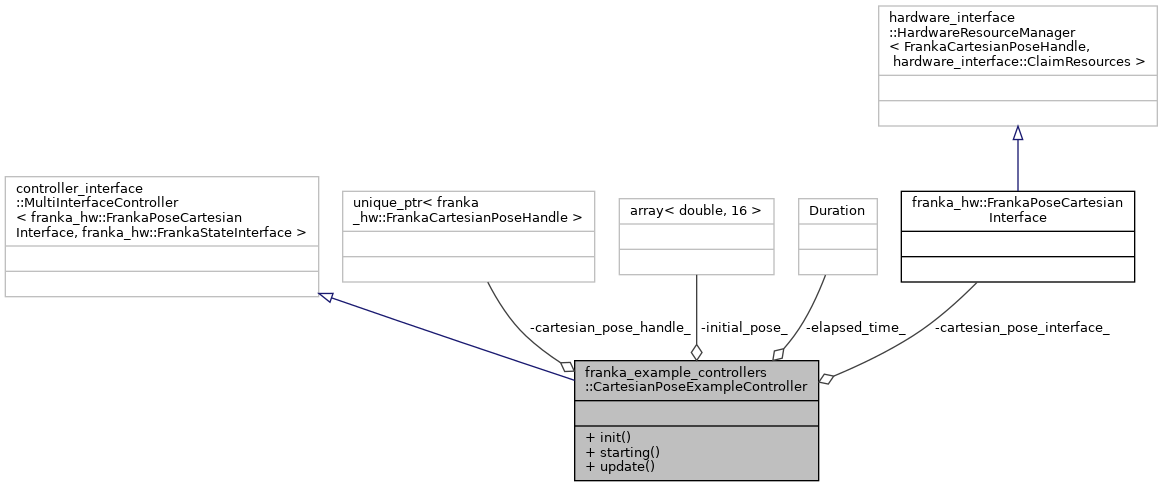 hardware_interface
::HardwareResourceManager
< FrankaCartesianPoseHandle,
hardware_interface::ClaimResources >
controller_interface
::MultiInterfaceController
< franka_hw::FrankaPoseCartesian
Interface, franka_hw::FrankaStateInterface >
unique_ptr< franka
_hw::FrankaCartesianPoseHandle >
array< double, 16 >
Duration
franka_hw::FrankaPoseCartesian
Interface
-cartesian_pose_handle_
-initial_pose_
-elapsed_time_
-cartesian_pose_interface_
franka_example_controllers
::CartesianPoseExampleController
+ init()
+ starting()
+ update()